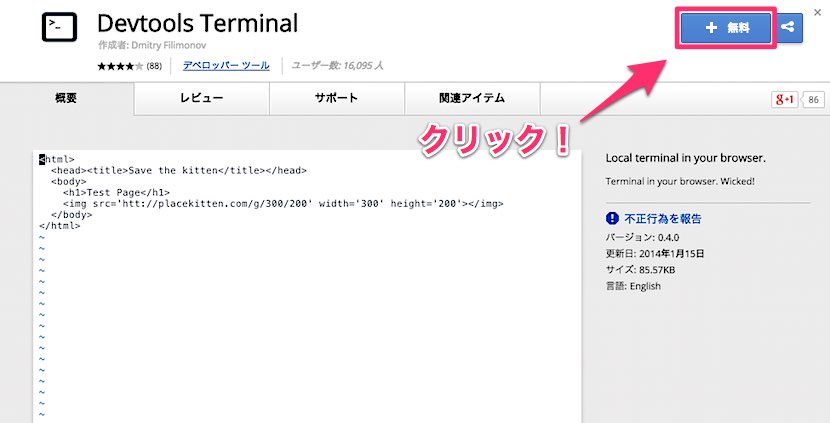 >_
Devtools Terminal
作成者: Dmitry Filimonov
★★★★★ (88) デベロッパー ツール ユーザー数: 16,095 人
+ 無料
概要 レビュー サポート 関連アイテム
g+1 86
クリック！
<html>
<head><title>Save the kitten</title></head>
<body>
<h1>Test Page</h1>
<img src='htt://placekitten.com/g/300/200' width='300' height='200'></img>
</body>
</html>
~
~
~
~
~
~
~
~
~
~
~
~
~
~
Local terminal in your browser.
Terminal in your browser. Wicked!
不正行為を報告
バージョン: 0.4.0
更新日: 2014年1月15日
サイズ: 85.57KB
言語: English